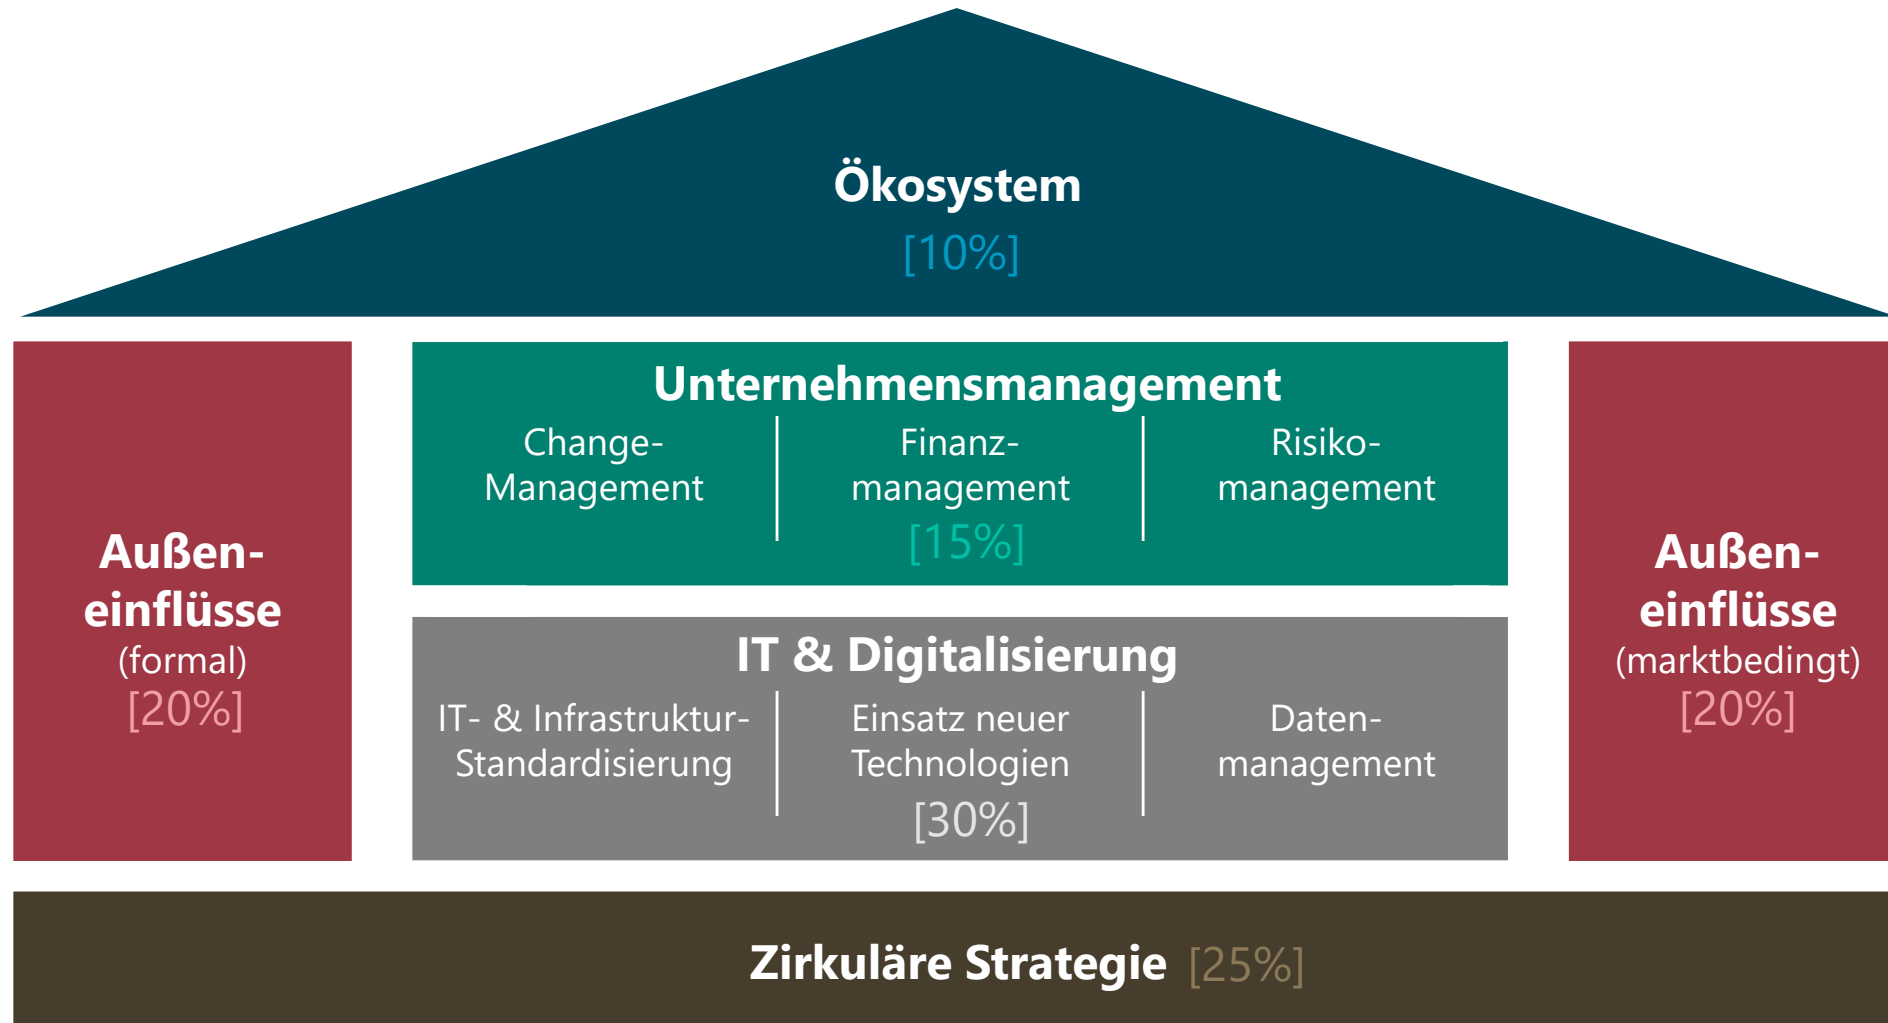 Ökosystem
[10%]
Außen-
einflüsse
(formal)
[20%]
Unternehmensmanagement
Change-
Management
Finanz-
management
[15%]
Risiko-
management
IT & Digitalisierung
IT- & Infrastruktur-
Standardisierung
Einsatz neuer
Technologien
[30%]
Daten-
management
Außen-
einflüsse
(marktbedingt)
[20%]
Zirkuläre Strategie [25%]